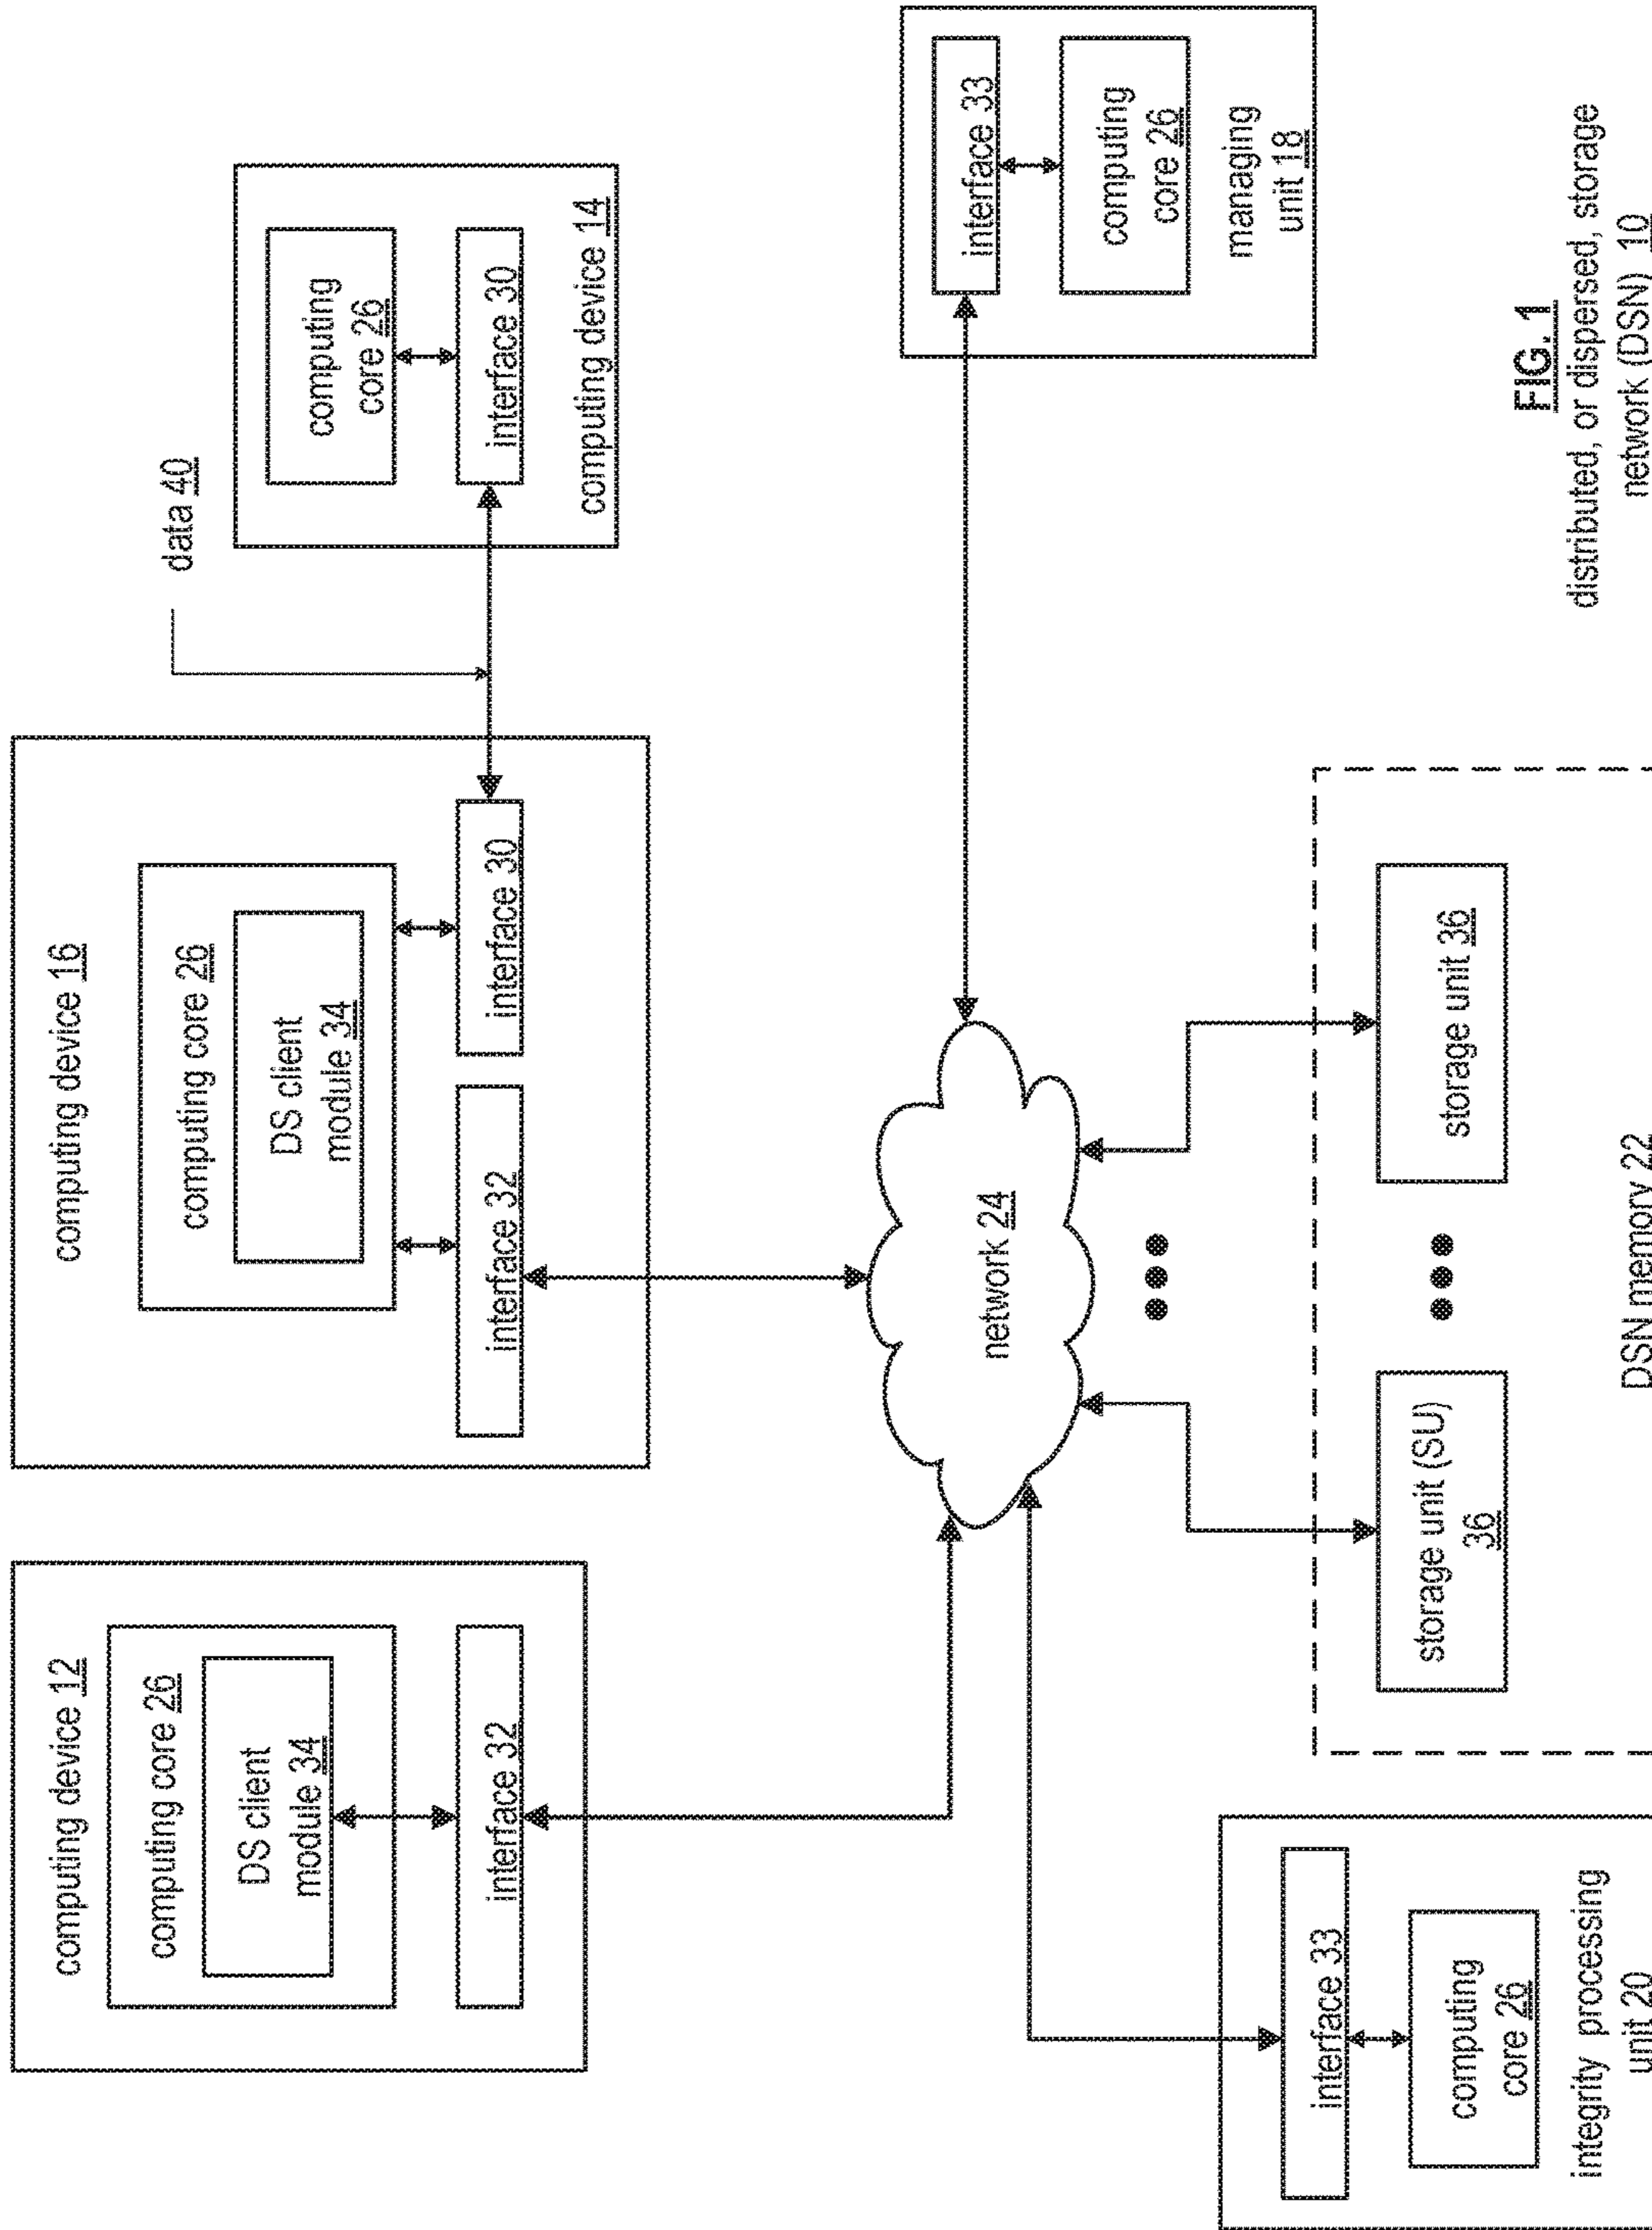 computing device 12
computing core 26
DS client
module 34
interface 32
computing device 16
computing core 26
DS client
module 34
interface 32
interface 30
data 40
computing
core 26
interface 30
computing device 14
network 24
interface 33
computing
core 26
managing
unit 18
interface 33
computing
core 26
integrity processing
unit 20
storage unit (SU)
36
storage unit 36
DSN memory 22
FIG. 1
distributed, or dispersed, storage
network (DSN) 10